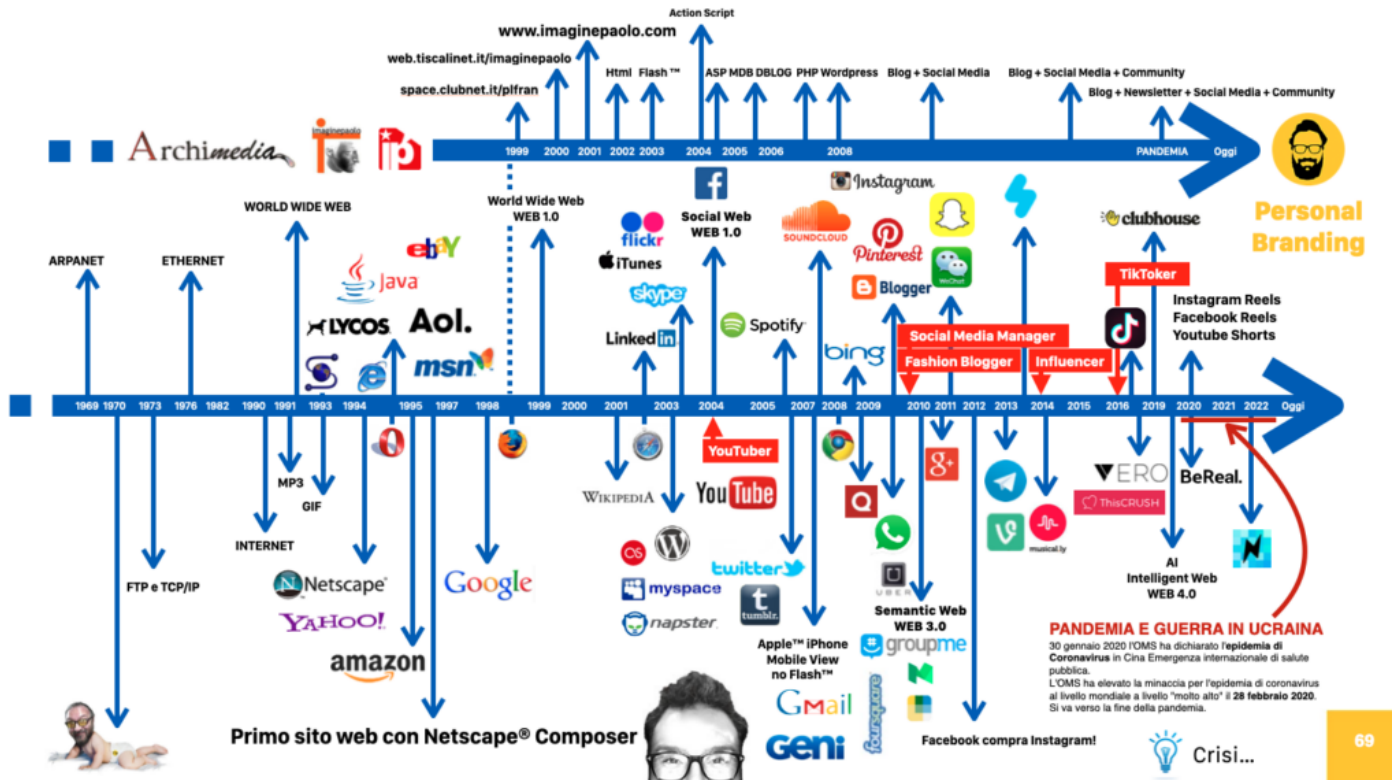 Action Script
www.imaginepaolo.com
web.tiscalinet.it/imaginepaolo
Html Flash ™ ASP MDB DBLOG PHP Wordpress Blog + Social Media Blog + Social Media + Community
space.clubnet.it/plfran
Blog + Newsletter + Social Media + Community
Archimedia
imaginepaolo
ip
1999 2000 2001 2002 2003 2004 2005 2006 2008 PANDEMIA Oggi
Personal
Branding
WORLD WIDE WEB
World Wide Web
WEB 1.0
flickr
iTunes
skype
Linked in
Social Web
WEB 1.0
Instagram
SOUNDCLOUD
Pinterest
WeChat
Blogger
clubhouse
TikToker
Instagram Reels
Facebook Reels
Youtube Shorts
ARPANET
ETHERNET
ebay
Java
LYCOS
Aol.
msn
Spotify
bing
Social Media Manager
Fashion Blogger
Influencer
1969 1970 1973 1976 1982 1990 1991 1993 1994 1995 1997 1998 1999 2000 2001 2003 2004 2005 2007 2008 2009 2010 2011 2012 2013 2014 2015 2016 2019 2020 2021 2022 Oggi
YouTuber
You Tube
MP3
GIF
INTERNET
FTP e TCP/IP
Netscape
YAHOO!
amazon
Google
WIKIPEDIA
myspace
napster
twitter
t
tumblr.
g+
Q
UBER
Semantic Web
WEB 3.0
groupme
foursquare
Apple™ iPhone
Mobile View
no Flash™
GMail
Geni
musical.ly
VERO
ThisCRUSH
BeReal.
AI
Intelligent Web
WEB 4.0
N
Primo sito web con Netscape® Composer
Facebook compra Instagram!
PANDEMIA E GUERRA IN UCRAINA
30 gennaio 2020 l'OMS ha dichiarato l'epidemia di
Coronavirus in Cina Emergenza internazionale di salute
pubblica.
L'OMS ha elevato la minaccia per l'epidemia di coronavirus
al livello mondiale a livello "molto alto" il 28 febbraio 2020.
Si va verso la fine della pandemia.
Crisi...
69